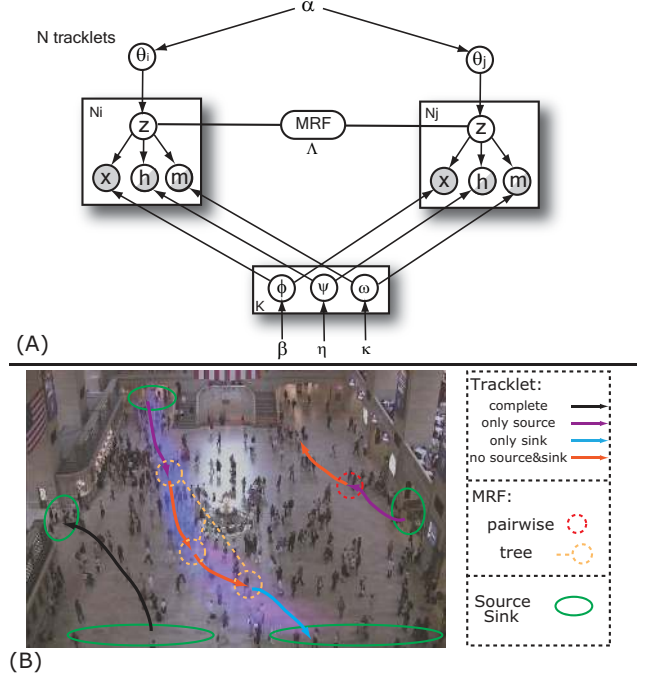 α
N tracklets
θi
θj
Ni
Nj
z
MRF
z
Λ
x
h
m
x
h
m
ϕ
ψ
ω
K
β
η
κ
(A)
Tracklet:
complete
only source
only sink
no source&sink
MRF:
pairwise
tree
Source
Sink
(B)